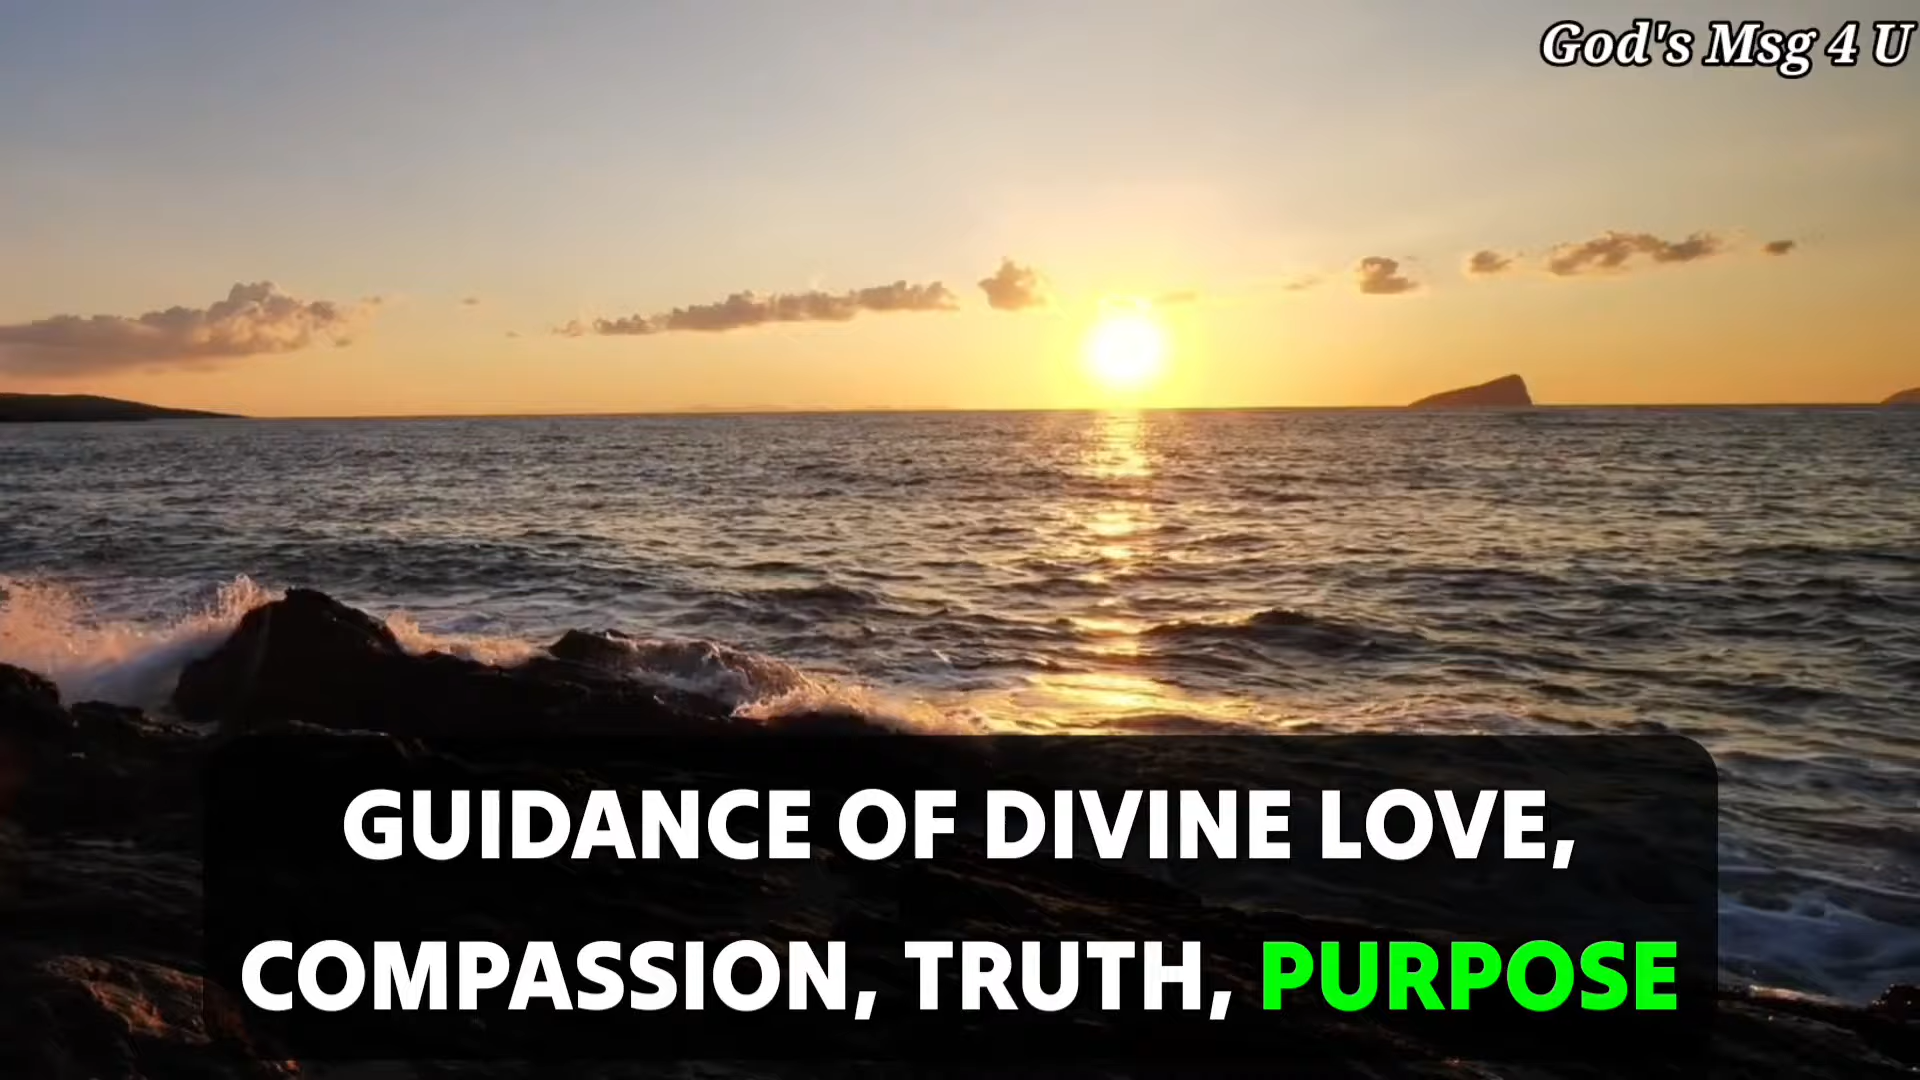 God's Msg 4 U
GUIDANCE OF DIVINE LOVE,
COMPASSION, TRUTH, PURPOSE